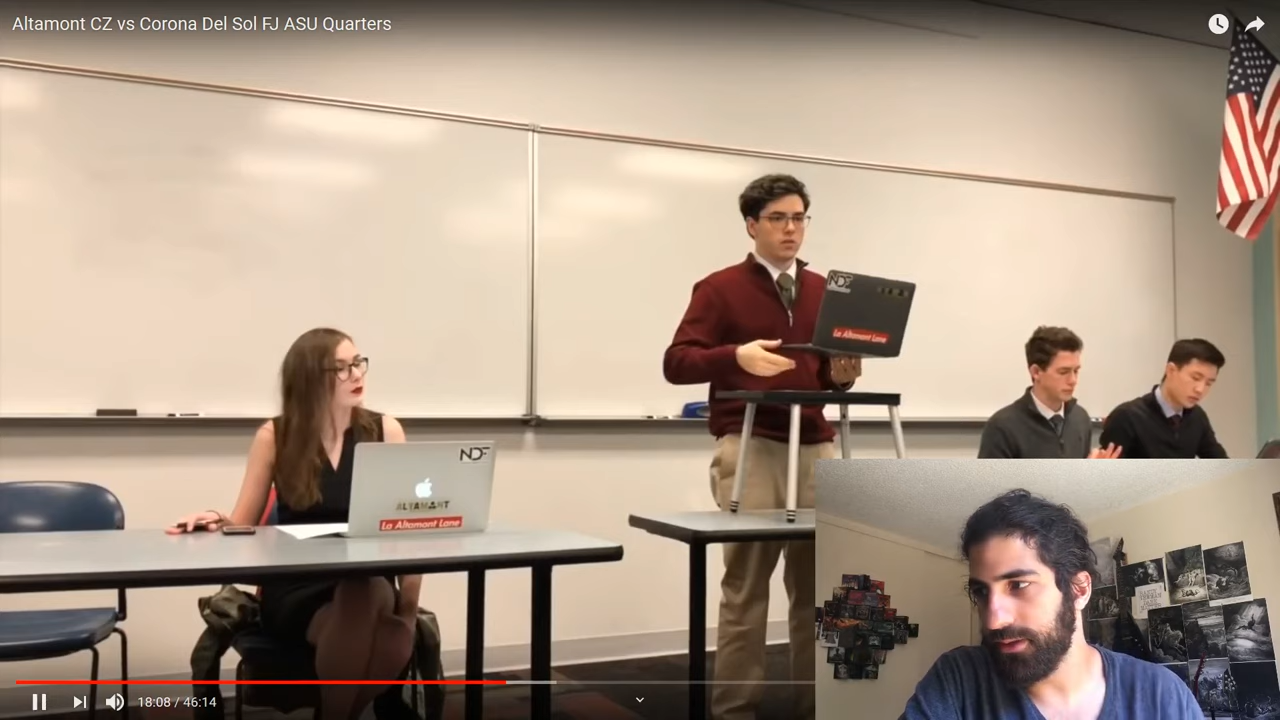 Altamont CZ vs Corona Del Sol FJ ASU Quarters
NDF
La Altamont Lane
NDF
ALTAMONT
La Altamont Lane
18:08 / 46:14